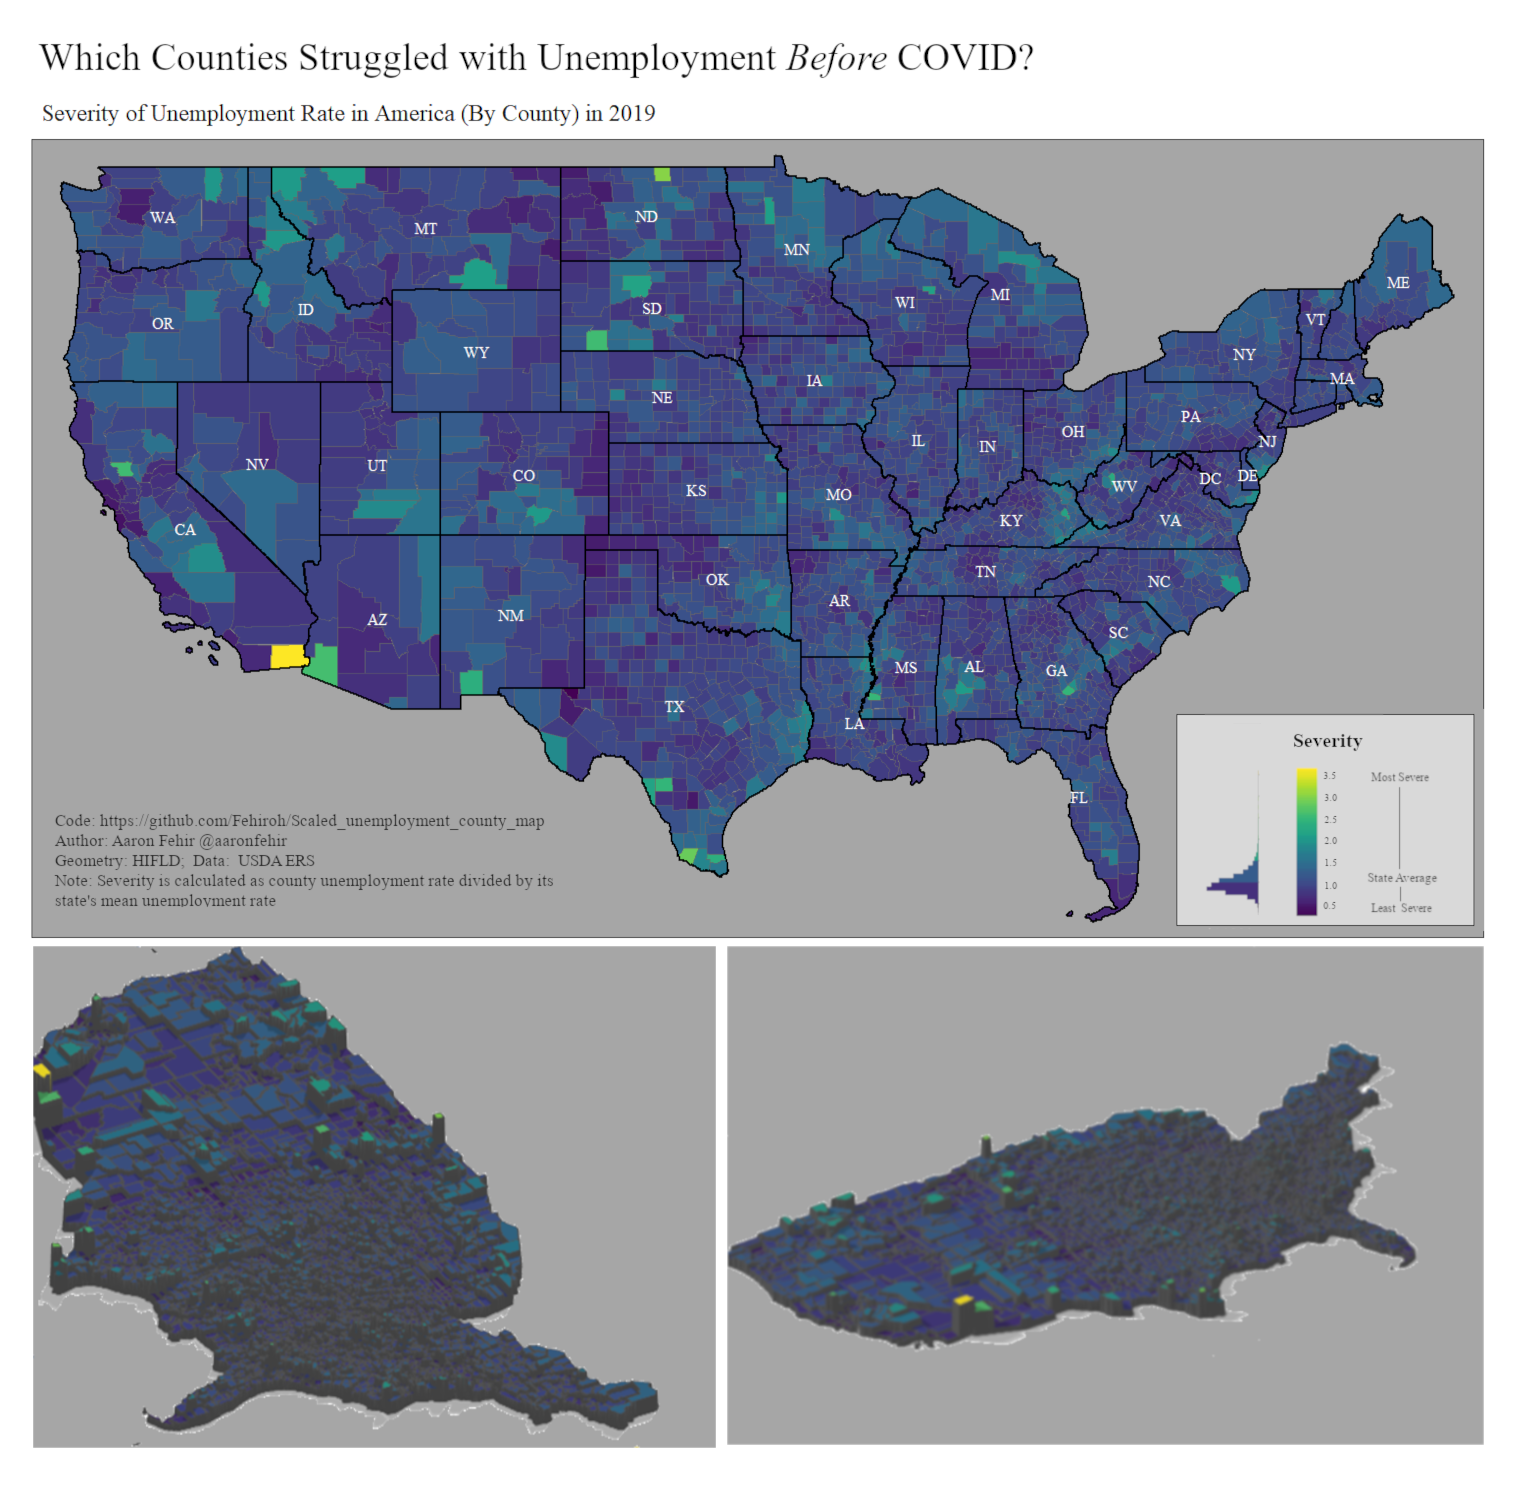 Which Counties Struggled with Unemployment Before COVID?
Severity of Unemployment Rate in America (By County) in 2019
WA
MT
ND
MN
ME
OR
ID
SD
WI
MI
VT
WY
NY
NE
IA
MA
PA
NV
UT
CO
IL
IN
OH
NJ
KS
MO
WV
DC
DE
CA
KY
VA
OK
TN
NC
AZ
NM
AR
SC
MS
AL
GA
TX
LA
FL
Severity
3.5
Most Severe
3.0
2.5
2.0
1.5
State Average
1.0
0.5
Least Severe
Code: https://github.com/Fehiroh/Scaled_unemployment_county_map
Author: Aaron Fehir @aaronfehir
Geometry: HIFLD; Data: USDA ERS
Note: Severity is calculated as county unemployment rate divided by its
state's mean unemployment rate